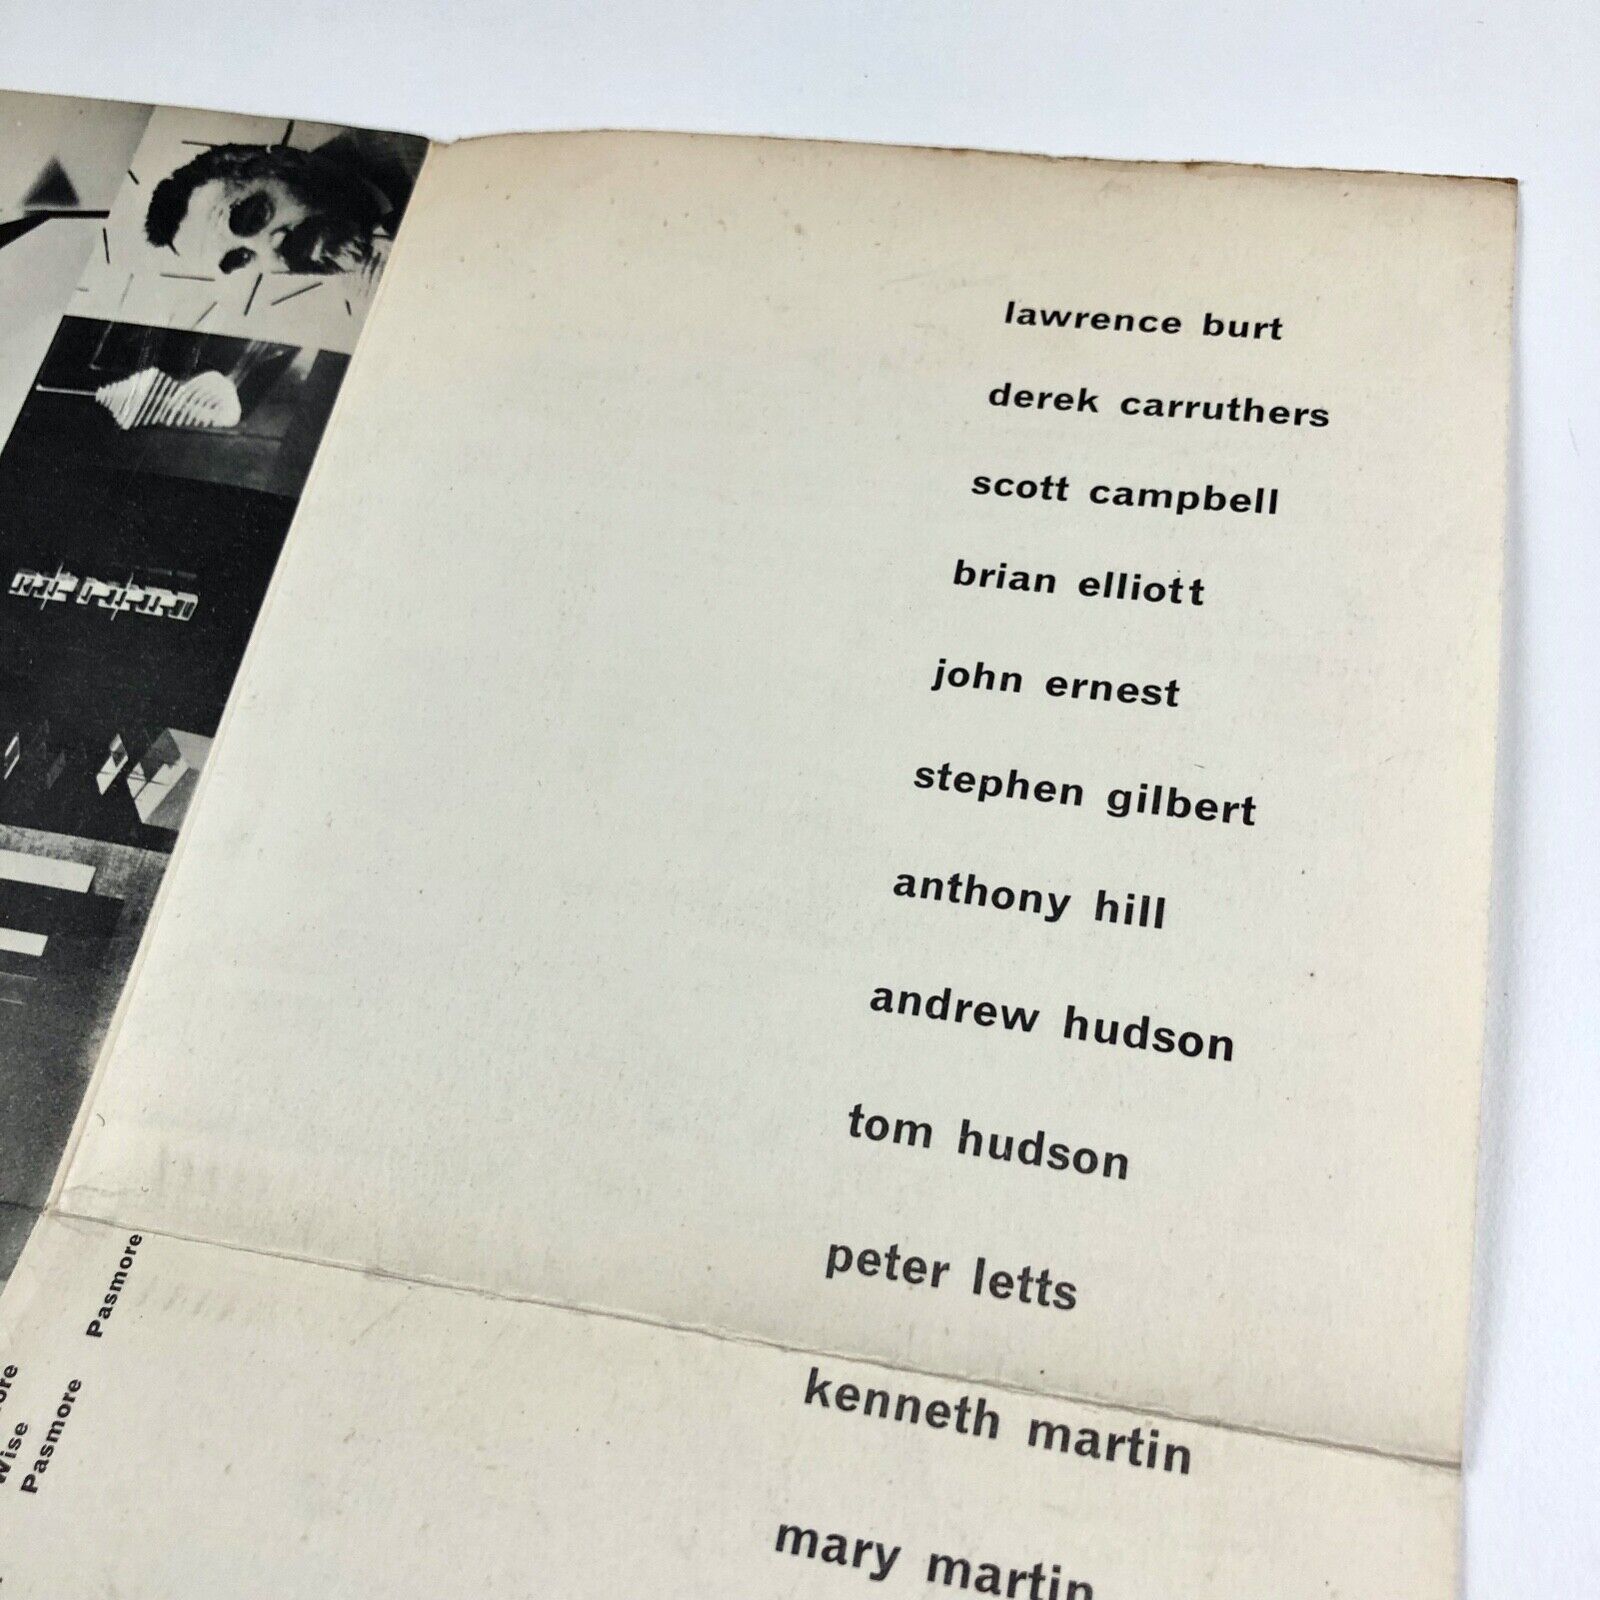 lawrence burt
derek carruthers
scott campbell
brian elliott
john ernest
stephen gilbert
anthony hill
andrew hudson
tom hudson
peter letts
kenneth martin
mary martin
Pasmore
Wise
Pasmore